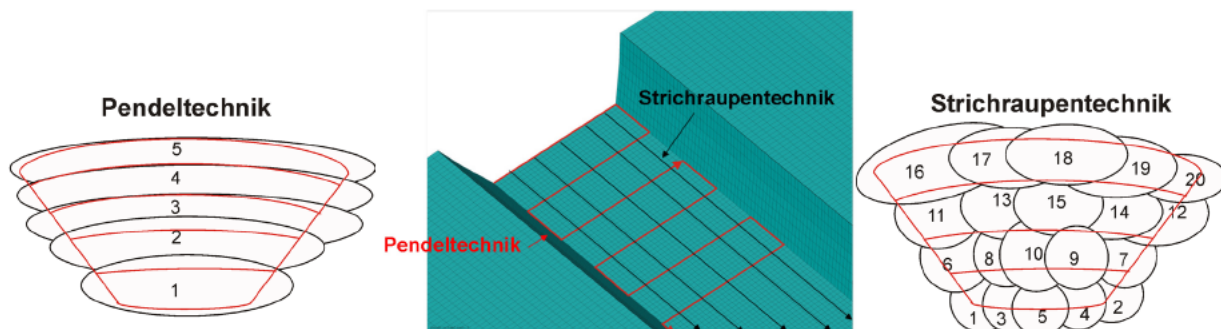 Pendeltechnik
5
4
3
2
1
Strichraupentechnik
Pendeltechnik
Strichraupentechnik
16 17 18 19 20
11 13 15 14 12
6 8 10 9 7
1 3 5 4 2